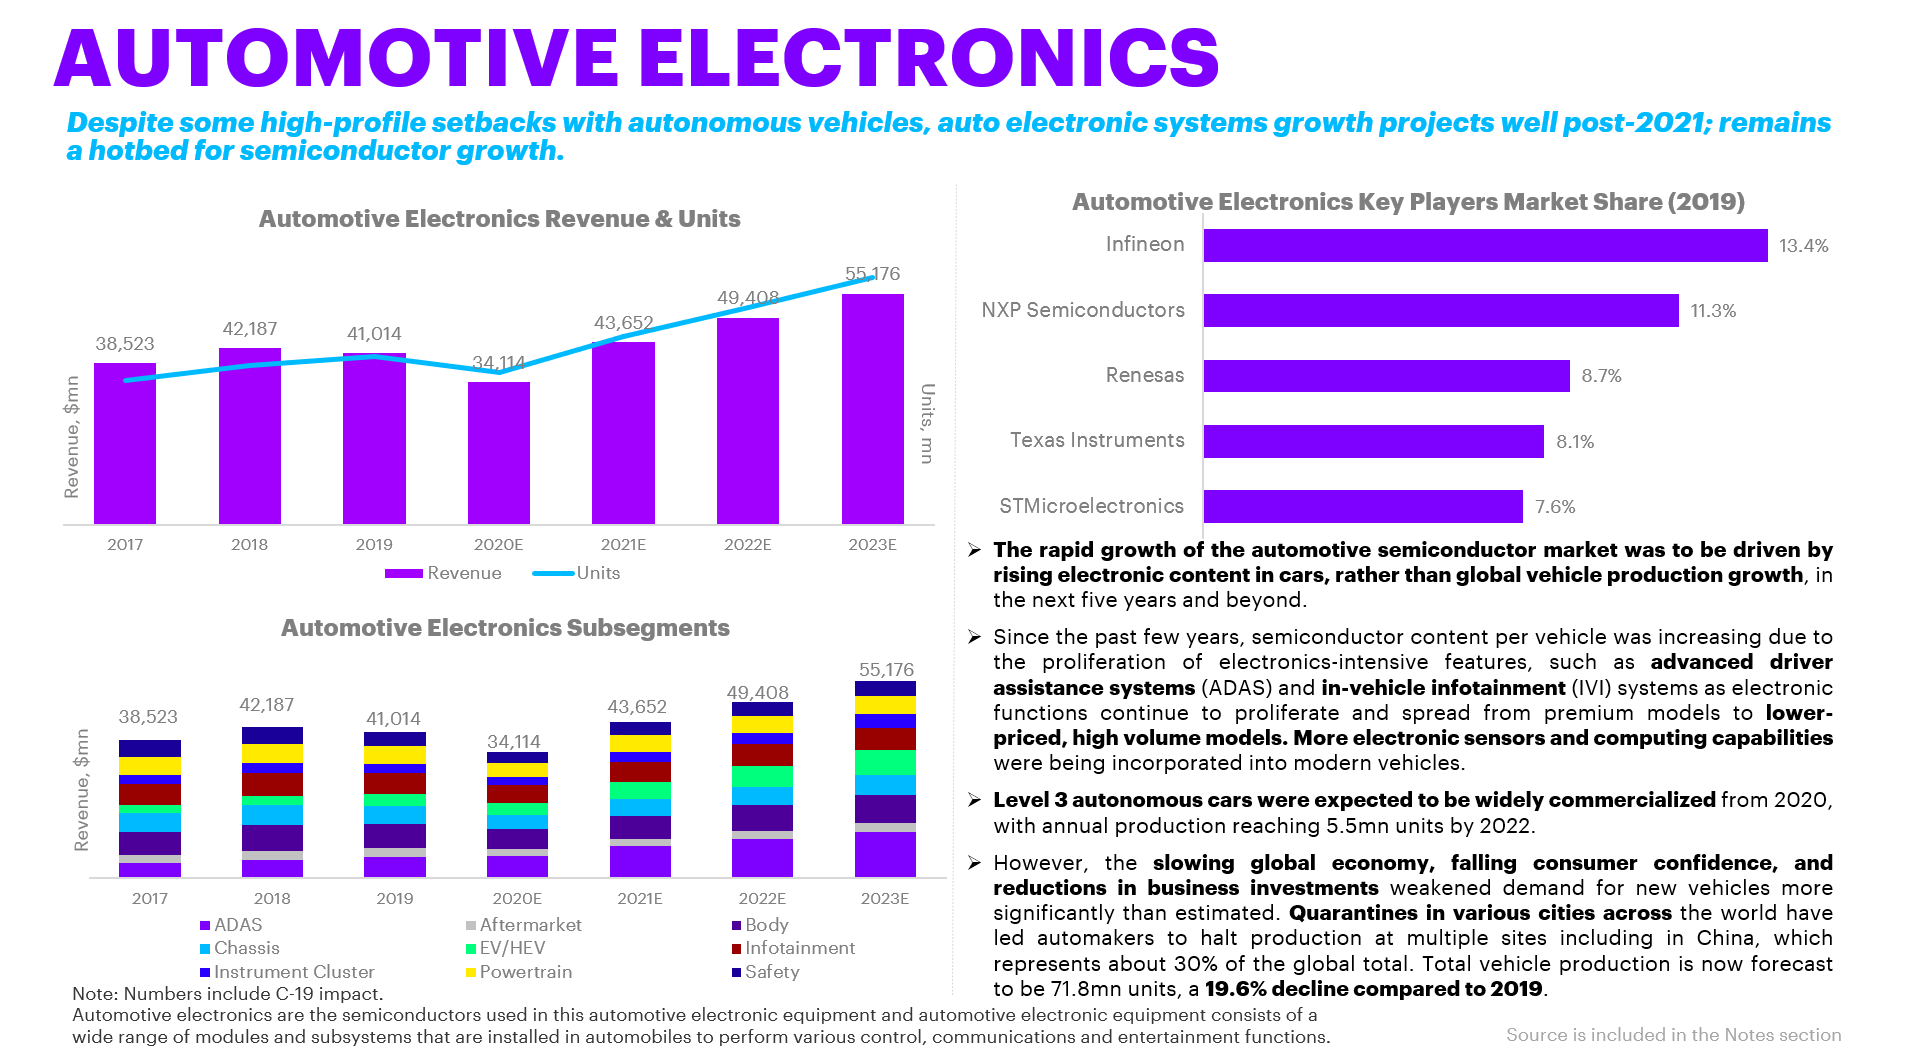 AUTOMOTIVE ELECTRONICS
Despite some high-profile setbacks with autonomous vehicles, auto electronic systems growth projects well post-2021; remains
a hotbed for semiconductor growth.
Automotive Electronics Revenue & Units
38,523
42,187
41,014
34,114
43,652
49,408
55,176
Revenue, $mn
Units, mn
2017
2018
2019
2020E
2021E
2022E
2023E
Revenue
Units
Automotive Electronics Subsegments
38,523
42,187
41,014
34,114
43,652
49,408
55,176
Revenue, $mn
2017
2018
2019
2020E
2021E
2022E
2023E
ADAS
Aftermarket
Body
Chassis
EV/HEV
Infotainment
Instrument Cluster
Powertrain
Safety
Note: Numbers include C-19 impact.
Automotive electronics are the semiconductors used in this automotive electronic equipment and automotive electronic equipment consists of a
wide range of modules and subsystems that are installed in automobiles to perform various control, communications and entertainment functions.
Automotive Electronics Key Players Market Share (2019)
Infineon
13.4%
NXP Semiconductors
11.3%
Renesas
8.7%
Texas Instruments
8.1%
STMicroelectronics
7.6%
➢ The rapid growth of the automotive semiconductor market was to be driven by
rising electronic content in cars, rather than global vehicle production growth, in
the next five years and beyond.
➢ Since the past few years, semiconductor content per vehicle was increasing due to
the proliferation of electronics-intensive features, such as advanced driver
assistance systems (ADAS) and in-vehicle infotainment (IVI) systems as electronic
functions continue to proliferate and spread from premium models to lower-
priced, high volume models. More electronic sensors and computing capabilities
were being incorporated into modern vehicles.
➢ Level 3 autonomous cars were expected to be widely commercialized from 2020,
with annual production reaching 5.5mn units by 2022.
➢ However, the slowing global economy, falling consumer confidence, and
reductions in business investments weakened demand for new vehicles more
significantly than estimated. Quarantines in various cities across the world have
led automakers to halt production at multiple sites including in China, which
represents about 30% of the global total. Total vehicle production is now forecast
to be 71.8mn units, a 19.6% decline compared to 2019.
Source is included in the Notes section